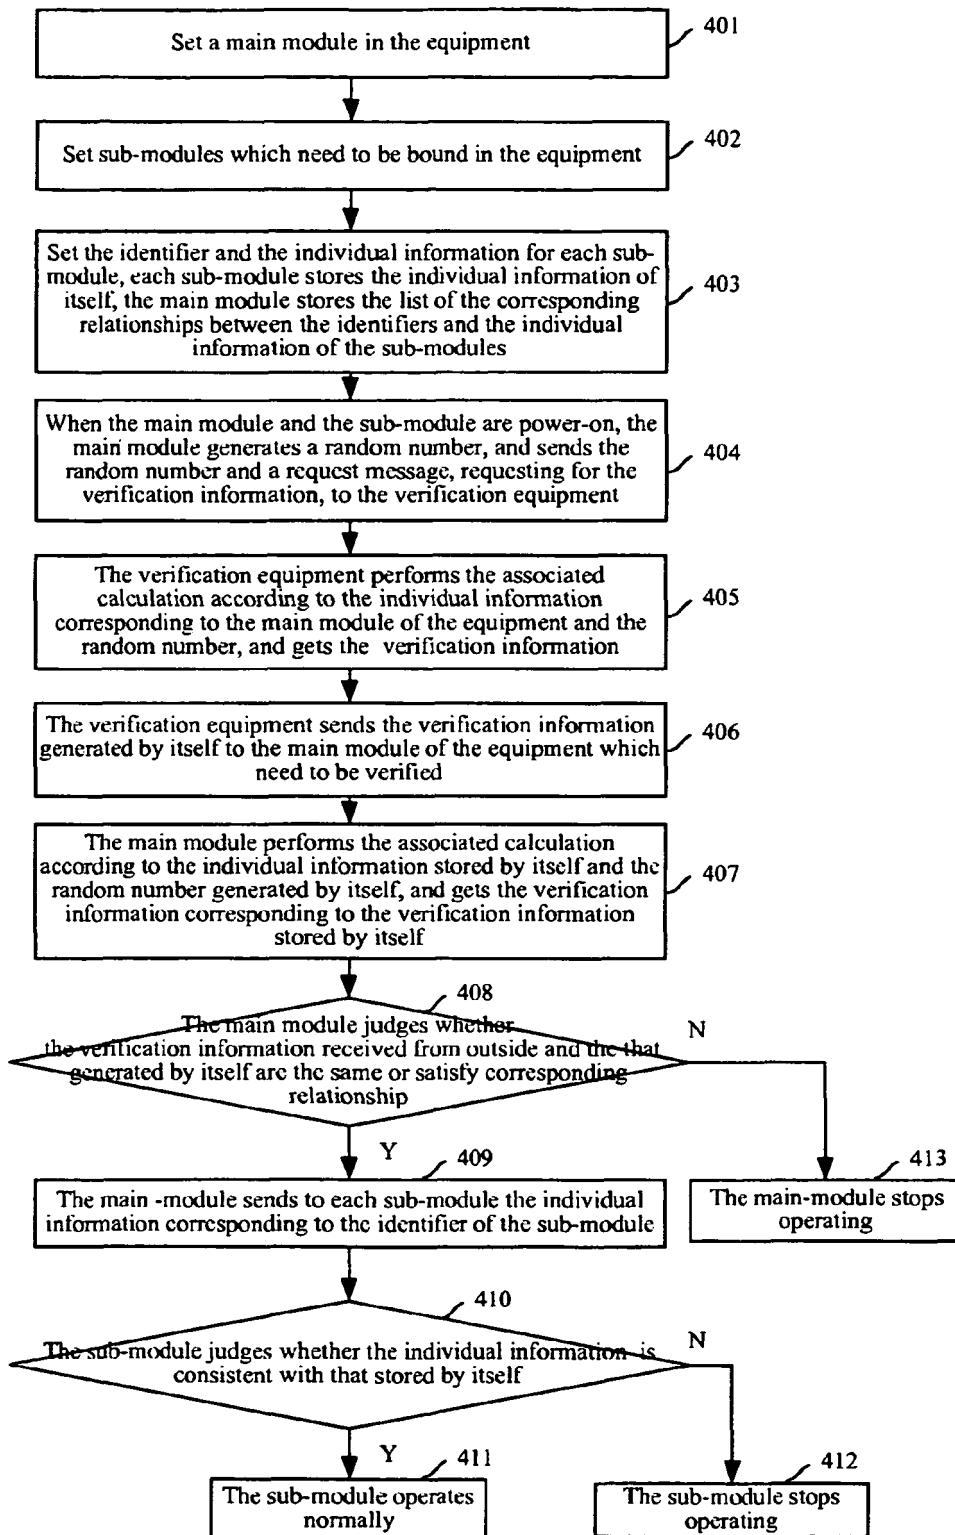 401
Set a main module in the equipment
402
Set sub-modules which need to be bound in the equipment
403
Set the identifier and the individual information for each sub-
module, each sub-module stores the individual information of
itself, the main module stores the list of the corresponding
relationships between the identifiers and the individual
information of the sub-modules
404
When the main module and the sub-module are power-on, the
main module generates a random number, and sends the
random number and a request message, requesting for the
verification information, to the verification equipment
405
The verification equipment performs the associated
calculation according to the individual information
corresponding to the main module of the equipment and the
random number, and gets the verification information
406
The verification equipment sends the verification information
generated by itself to the main module of the equipment which
need to be verified
407
The main module performs the associated calculation
according to the individual information stored by itself and the
random number generated by itself, and gets the verification
information corresponding to the verification information
stored by itself
408
The main module judges whether
the verification information received from outside and the that
generated by itself are the same or satisfy corresponding
relationship
N
Y
409
The main -module sends to each sub-module the individual
information corresponding to the identifier of the sub-module
413
The main-module stops
operating
410
The sub-module judges whether the individual information is
consistent with that stored by itself
N
Y
411
The sub-module operates
normally
412
The sub-module stops
operating